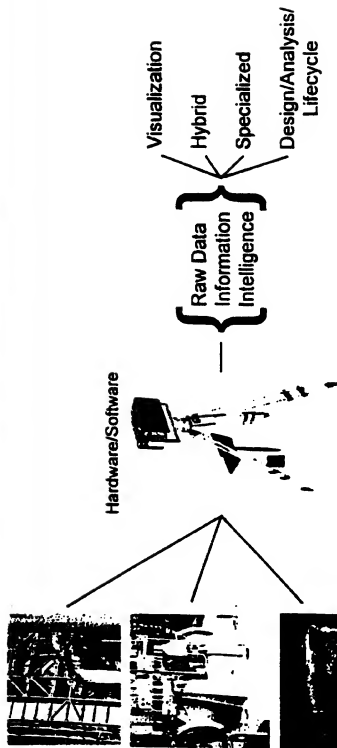 Hardware/Software
Raw Data
Information
Intelligence
Visualization
Hybrid
Specialized
Design/Analysis/
Lifecycle